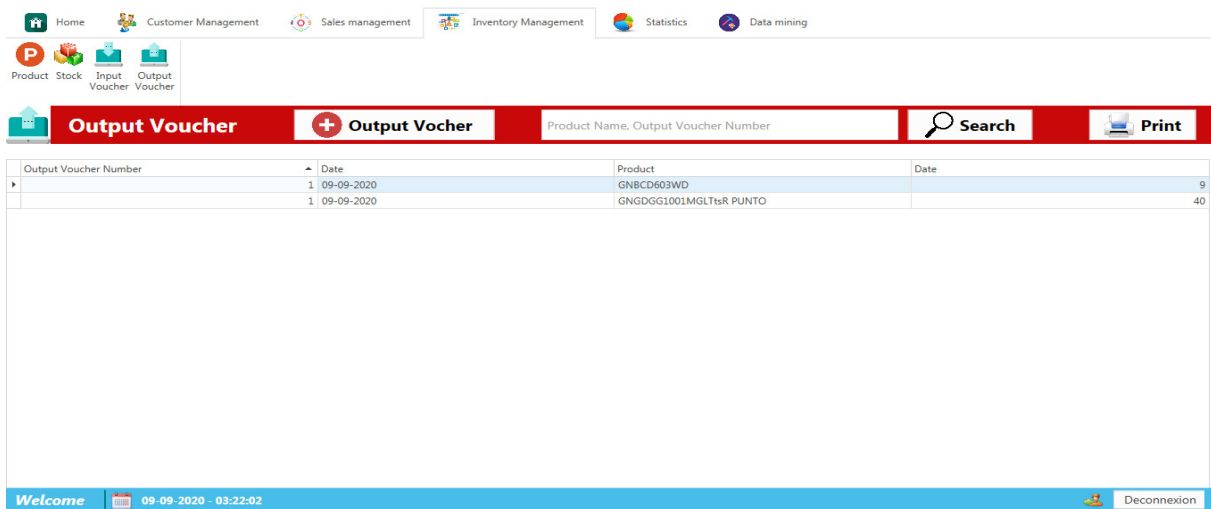 Home Customer Management Sales management Inventory Management Statistics Data mining
P
Product Stock Input Voucher Output Voucher
Output Voucher Output Vocher Product Name, Output Voucher Number Search Print
Output Voucher Number Date Product Date
1 09-09-2020 GNBCD603WD 9
1 09-09-2020 GNGDGG1001MGLTtsR PUNTO 40
Welcome 09-09-2020 - 03:22:02 Deconnexion